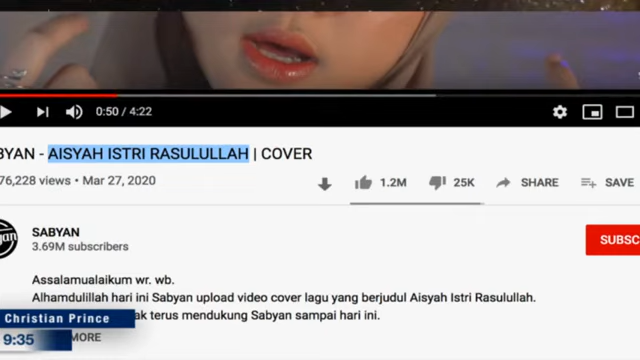 0:50 / 4:22
BYAN - AISYAH ISTRI RASULULLAH | COVER
76,228 views • Mar 27, 2020
1.2M
25K
SHARE
SAVE
SABYAN
3.69M subscribers
SUBSC
Assalamualaikum wr. wb.
Alhamdulillah hari ini Sabyan upload video cover lagu yang berjudul Aisyah Istri Rasulullah.
ak terus mendukung Sabyan sampai hari ini.
Christian Prince
9:35
MORE